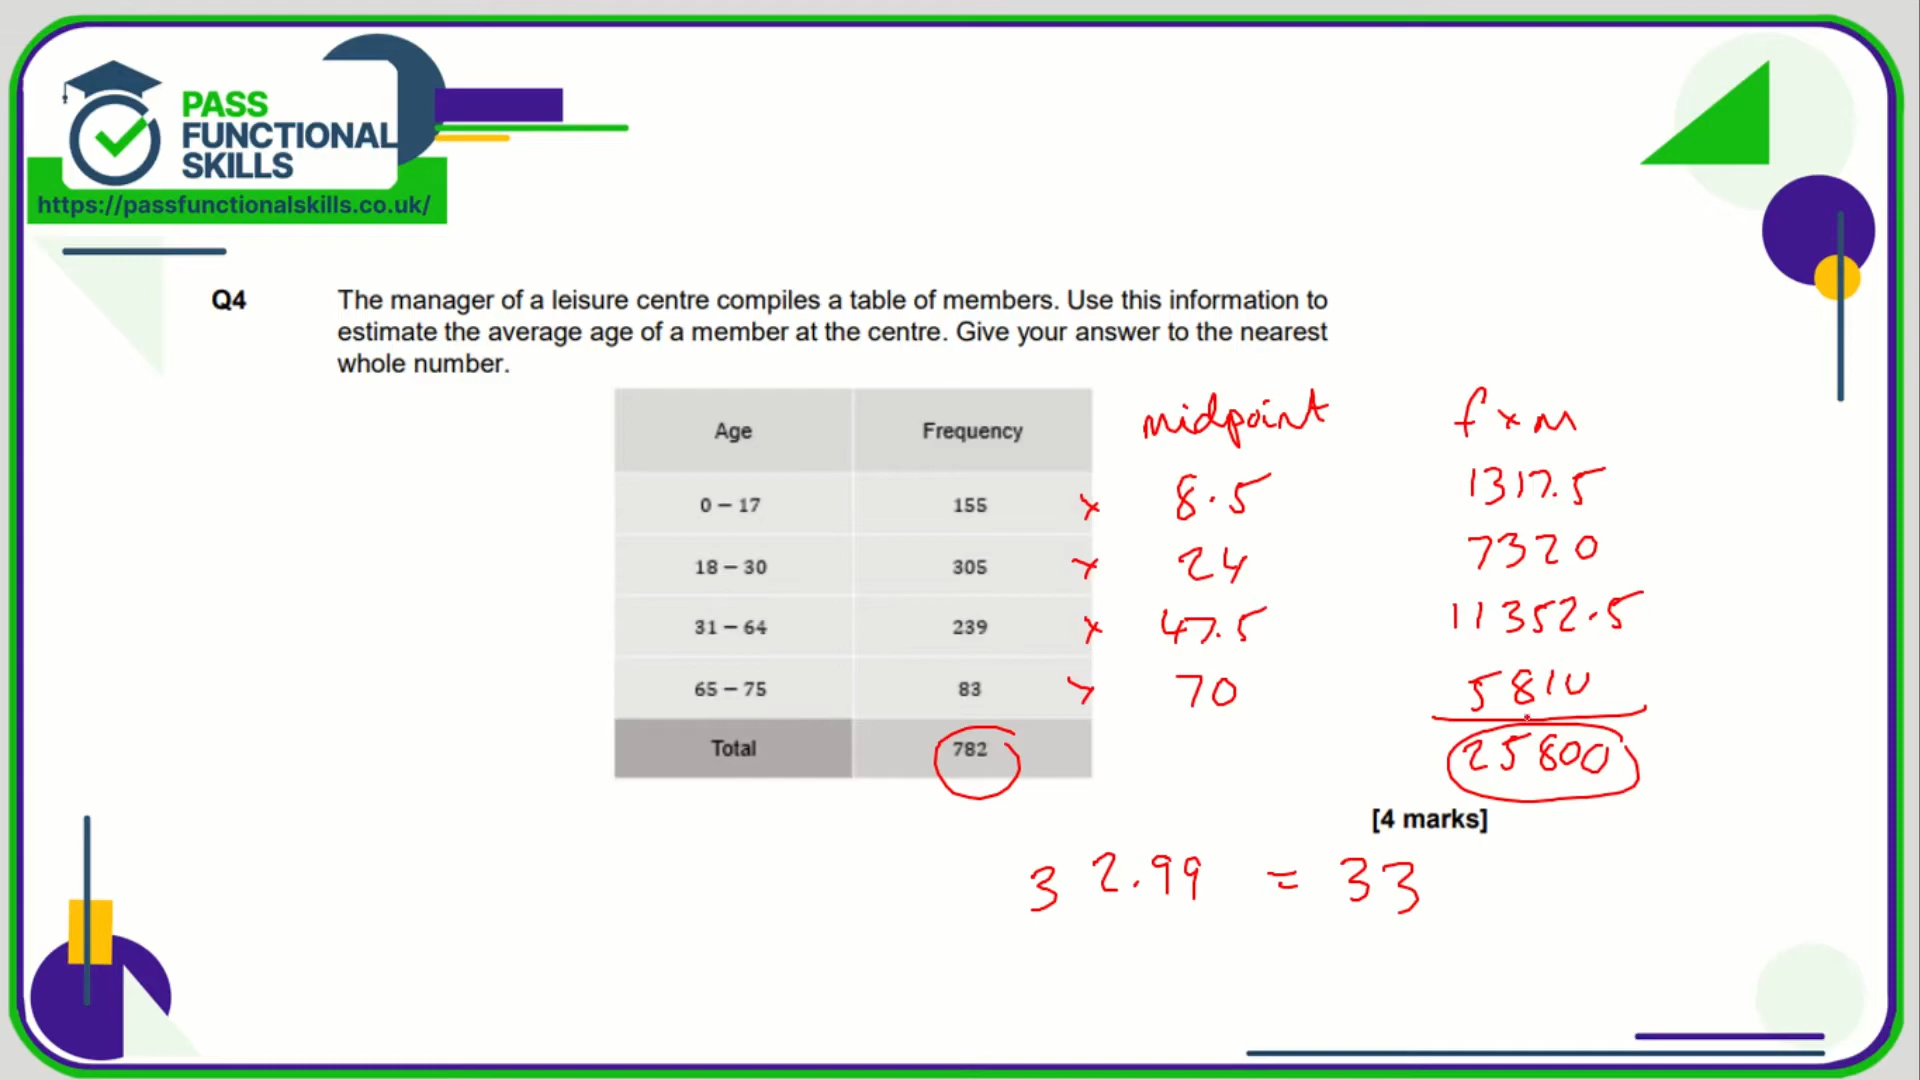 PASS
FUNCTIONAL
SKILLS
https://passfunctionalskills.co.uk/
Q4 The manager of a leisure centre compiles a table of members. Use this information to
estimate the average age of a member at the centre. Give your answer to the nearest
whole number.
Age Frequency midpoint f × m
0 – 17 155 × 8.5 1317.5
18 – 30 305 × 24 7320
31 – 64 239 × 47.5 11352.5
65 – 75 83 × 70 5810
Total 782 25800
[4 marks]
32.99 = 33